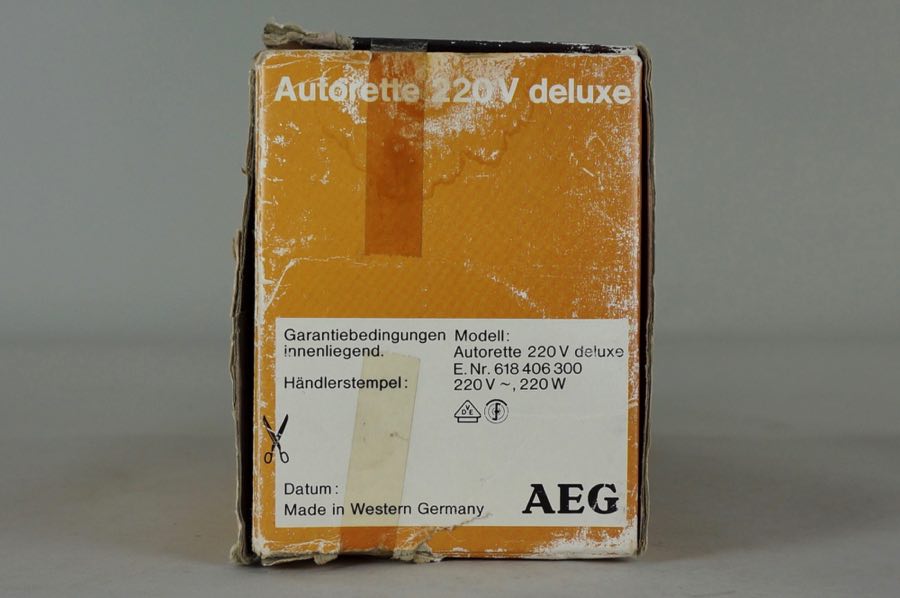 Autorette 220 V deluxe
Garantiebedingungen
innenliegend.
Händlerstempel:
Modell:
Autorette 220 V deluxe
E. Nr. 618 406 300
220 V ~, 220 W
VDE
Datum:
Made in Western Germany
AEG